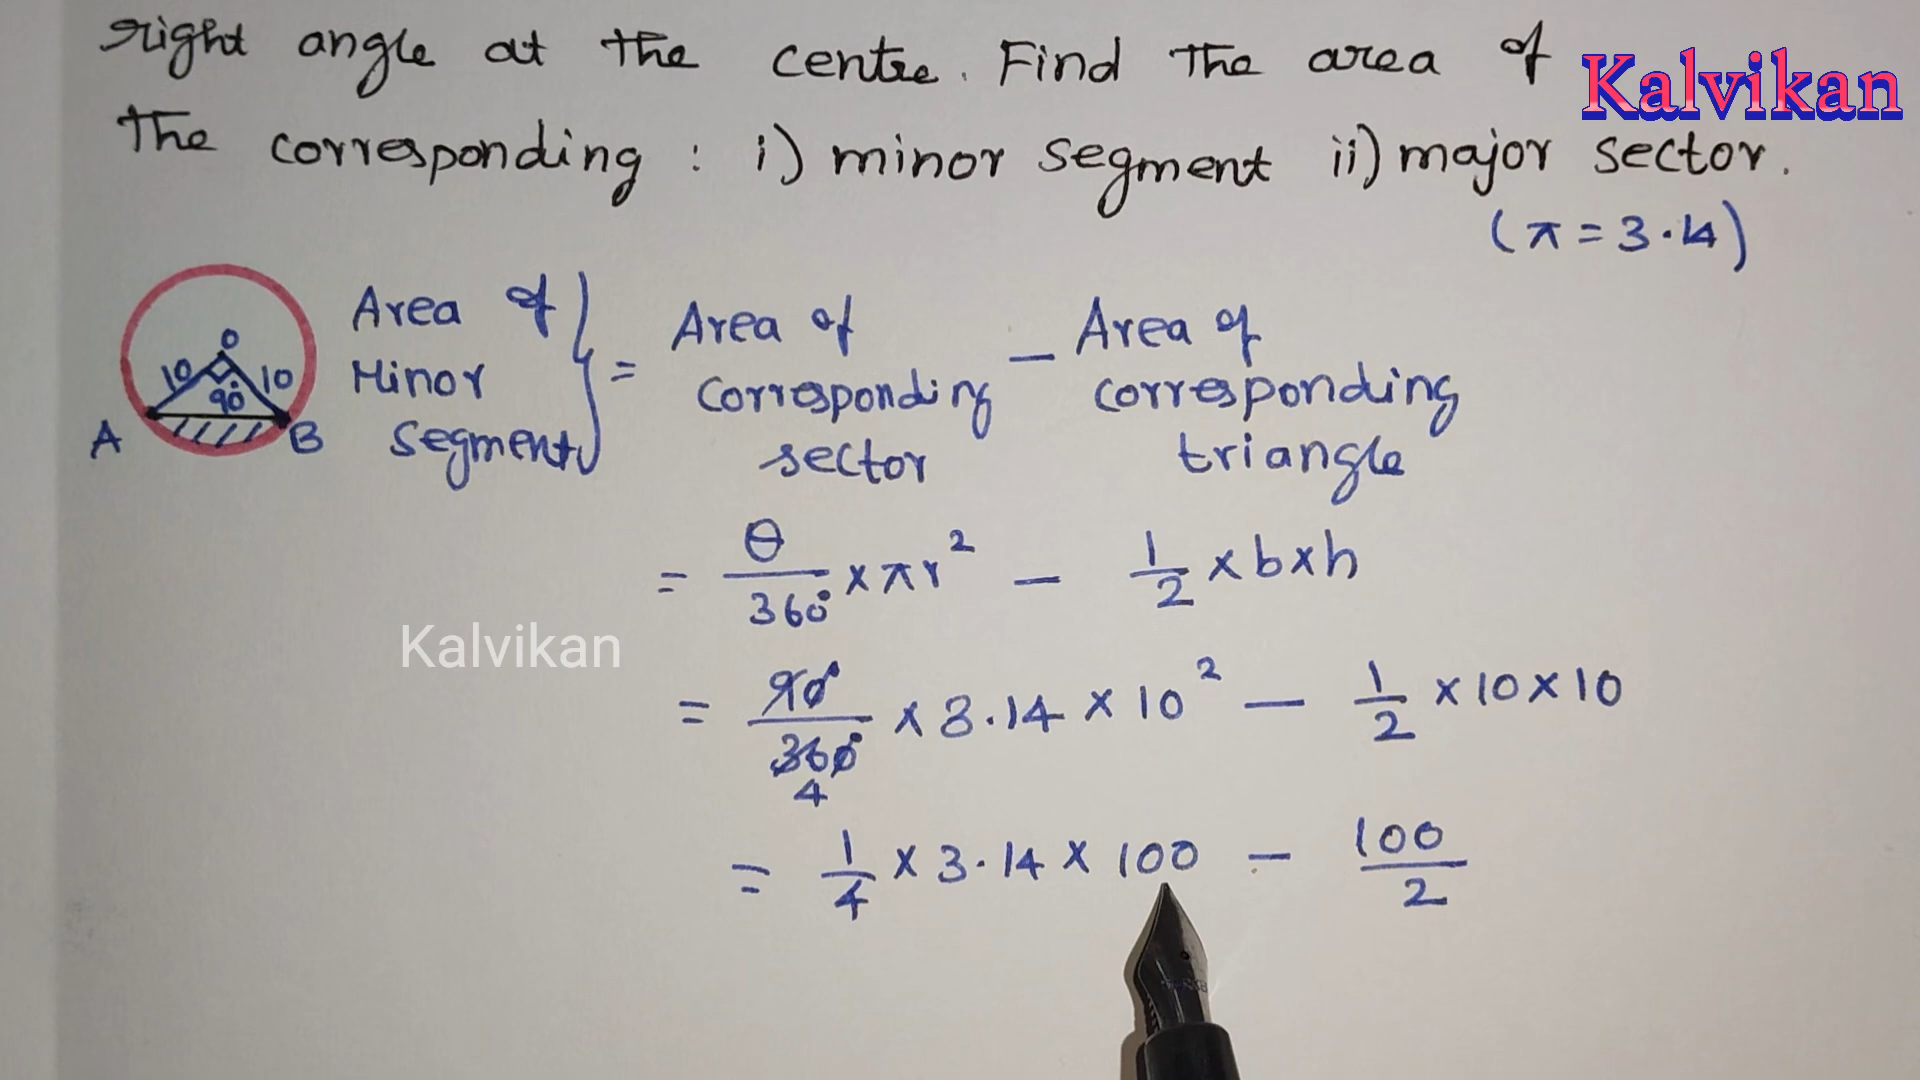 right angle at the centre. Find the area of
Kalvikan
the corresponding : i) minor segment ii) major sector.
(π = 3.14)
Area of Minor Segment } = Area of corresponding sector − Area of corresponding triangle
O
10 10
90°
A B
= θ/360° × πr² − 1/2 × b × h
Kalvikan
= 90°/360° × 3.14 × 10² − 1/2 × 10 × 10
4
= 1/4 × 3.14 × 100 − 100/2